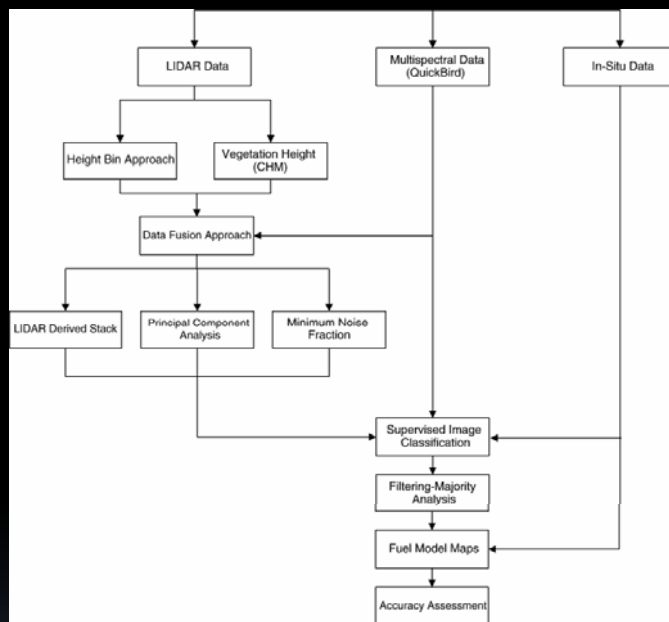 LIDAR Data
Multispectral Data
(QuickBird)
In-Situ Data
Height Bin Approach
Vegetation Height
(CHM)
Data Fusion Approach
LIDAR Derived Stack
Principal Component
Analysis
Minimum Noise
Fraction
Supervised Image
Classification
Filtering-Majority
Analysis
Fuel Model Maps
Accuracy Assessment